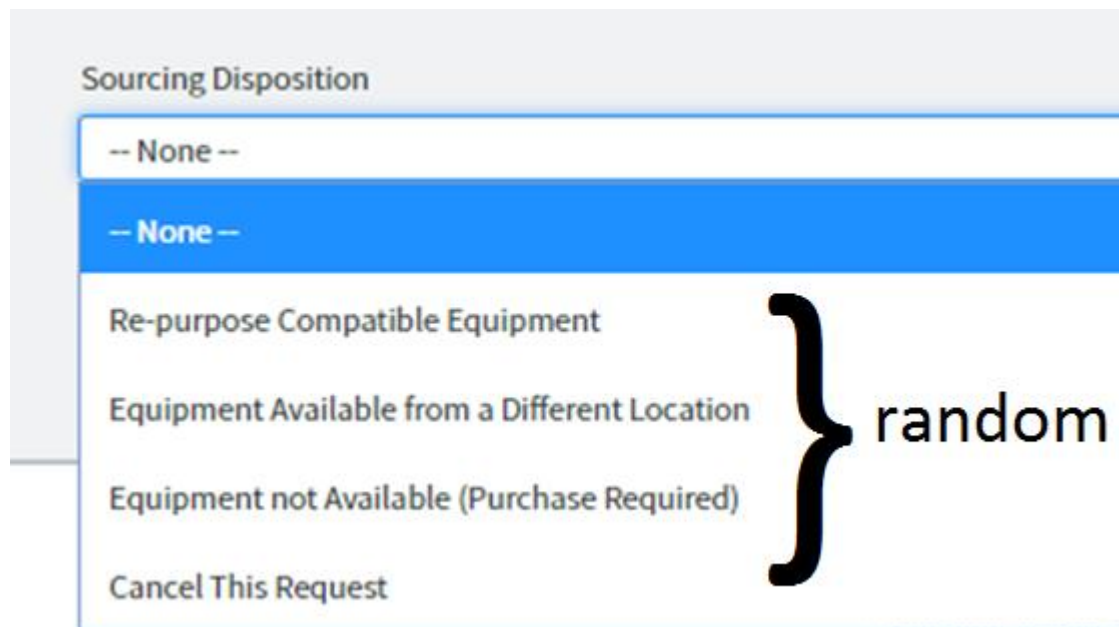 Sourcing Disposition
-- None --
-- None --
Re-purpose Compatible Equipment
Equipment Available from a Different Location
Equipment not Available (Purchase Required)
Cancel This Request
} random